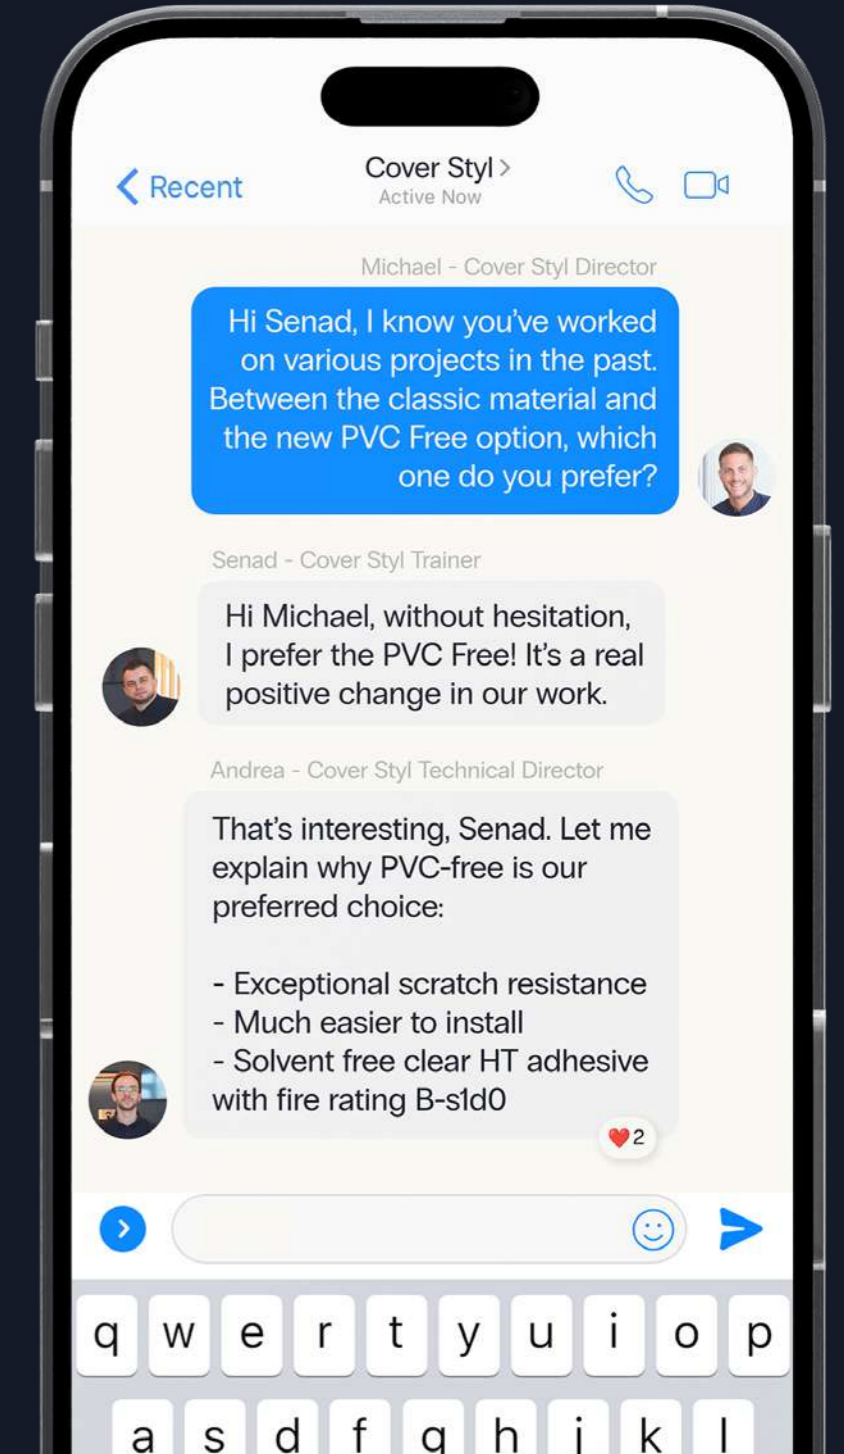 Recent
Cover Styl >
Active Now
Michael - Cover Styl Director
Hi Senad, I know you've worked
on various projects in the past.
Between the classic material and
the new PVC Free option, which
one do you prefer?
Senad - Cover Styl Trainer
Hi Michael, without hesitation,
I prefer the PVC Free! It's a real
positive change in our work.
Andrea - Cover Styl Technical Director
That's interesting, Senad. Let me
explain why PVC-free is our
preferred choice:
- Exceptional scratch resistance
- Much easier to install
- Solvent free clear HT adhesive
with fire rating B-s1d0
❤️2
q w e r t y u i o p
a s d f g h j k l